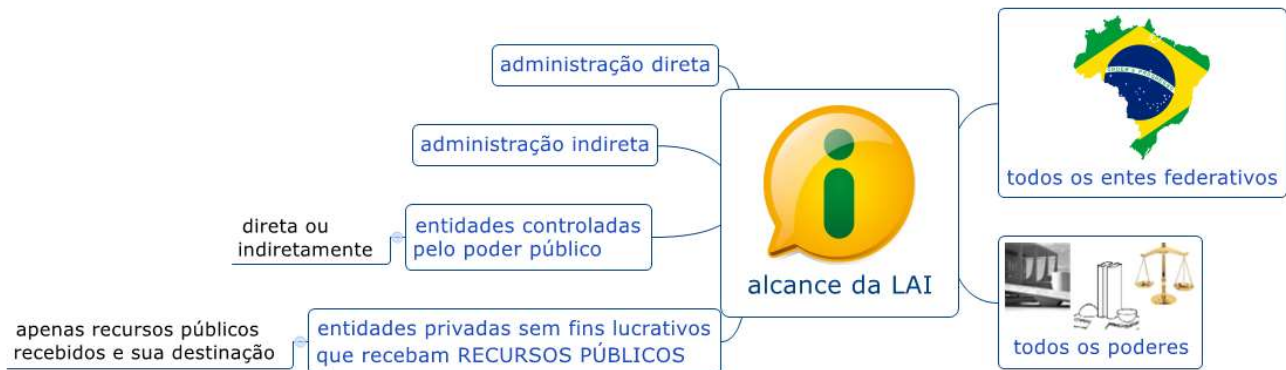 administração direta
administração indireta
direta ou
indiretamente
entidades controladas
pelo poder público
apenas recursos públicos
recebidos e sua destinação
entidades privadas sem fins lucrativos
que recebam RECURSOS PÚBLICOS
alcance da LAI
todos os entes federativos
todos os poderes